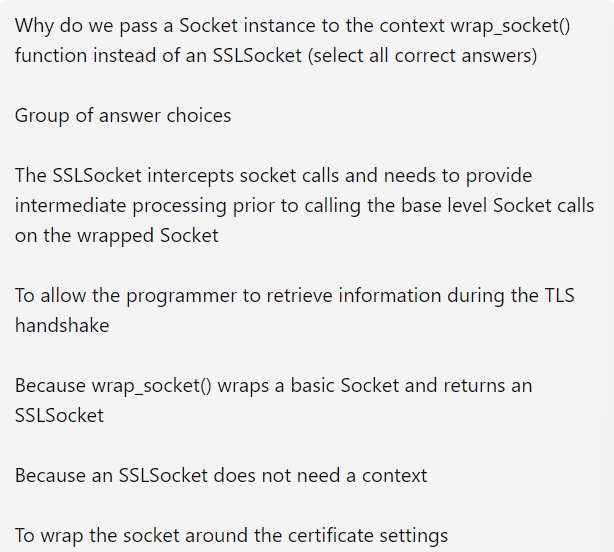 Why do we pass a Socket instance to the context wrap_socket()
function instead of an SSLSocket (select all correct answers)
Group of answer choices
The SSLSocket intercepts socket calls and needs to provide
intermediate processing prior to calling the base level Socket calls
on the wrapped Socket
To allow the programmer to retrieve information during the TLS
handshake
Because wrap_socket() wraps a basic Socket and returns an
SSLSocket
Because an SSLSocket does not need a context
To wrap the socket around the certificate settings